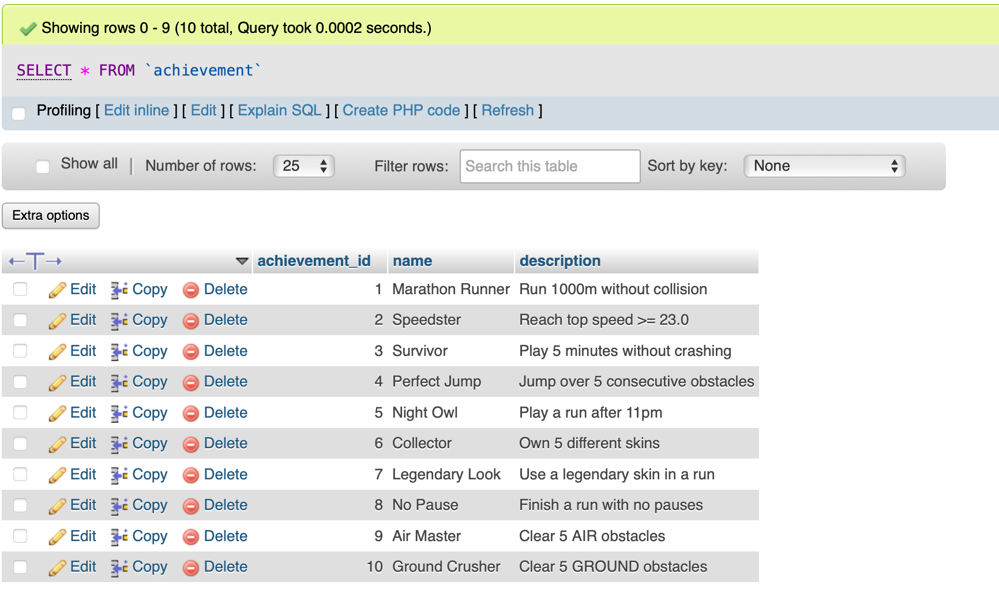 Showing rows 0 - 9 (10 total, Query took 0.0002 seconds.)
SELECT * FROM `achievement`
Profiling [ Edit inline ] [ Edit ] [ Explain SQL ] [ Create PHP code ] [ Refresh ]
Show all | Number of rows: 25 Filter rows: Search this table Sort by key: None
Extra options
←T→ achievement_id name description
Edit Copy Delete 1 Marathon Runner Run 1000m without collision
Edit Copy Delete 2 Speedster Reach top speed >= 23.0
Edit Copy Delete 3 Survivor Play 5 minutes without crashing
Edit Copy Delete 4 Perfect Jump Jump over 5 consecutive obstacles
Edit Copy Delete 5 Night Owl Play a run after 11pm
Edit Copy Delete 6 Collector Own 5 different skins
Edit Copy Delete 7 Legendary Look Use a legendary skin in a run
Edit Copy Delete 8 No Pause Finish a run with no pauses
Edit Copy Delete 9 Air Master Clear 5 AIR obstacles
Edit Copy Delete 10 Ground Crusher Clear 5 GROUND obstacles